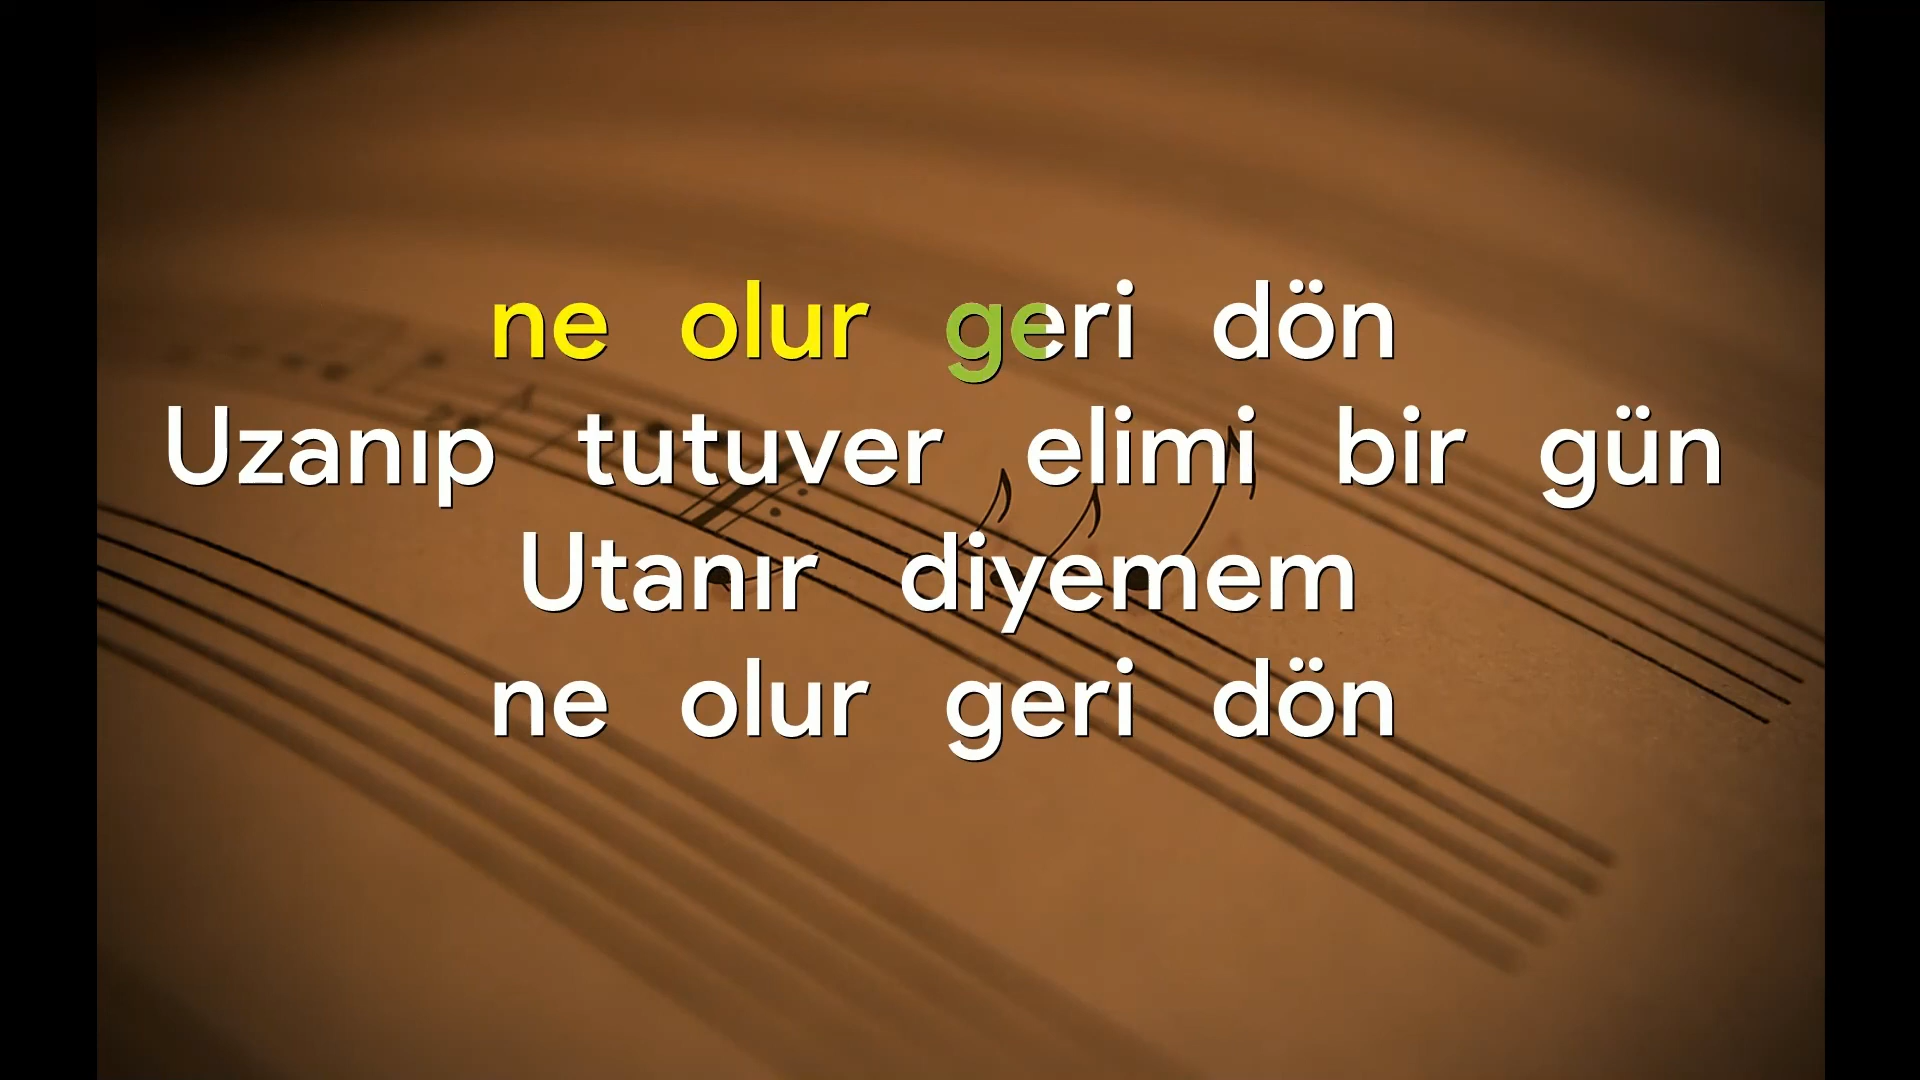 ne olur geri dön
Uzanıp tutuver elimi bir gün
Utanır diyemem
ne olur geri dön